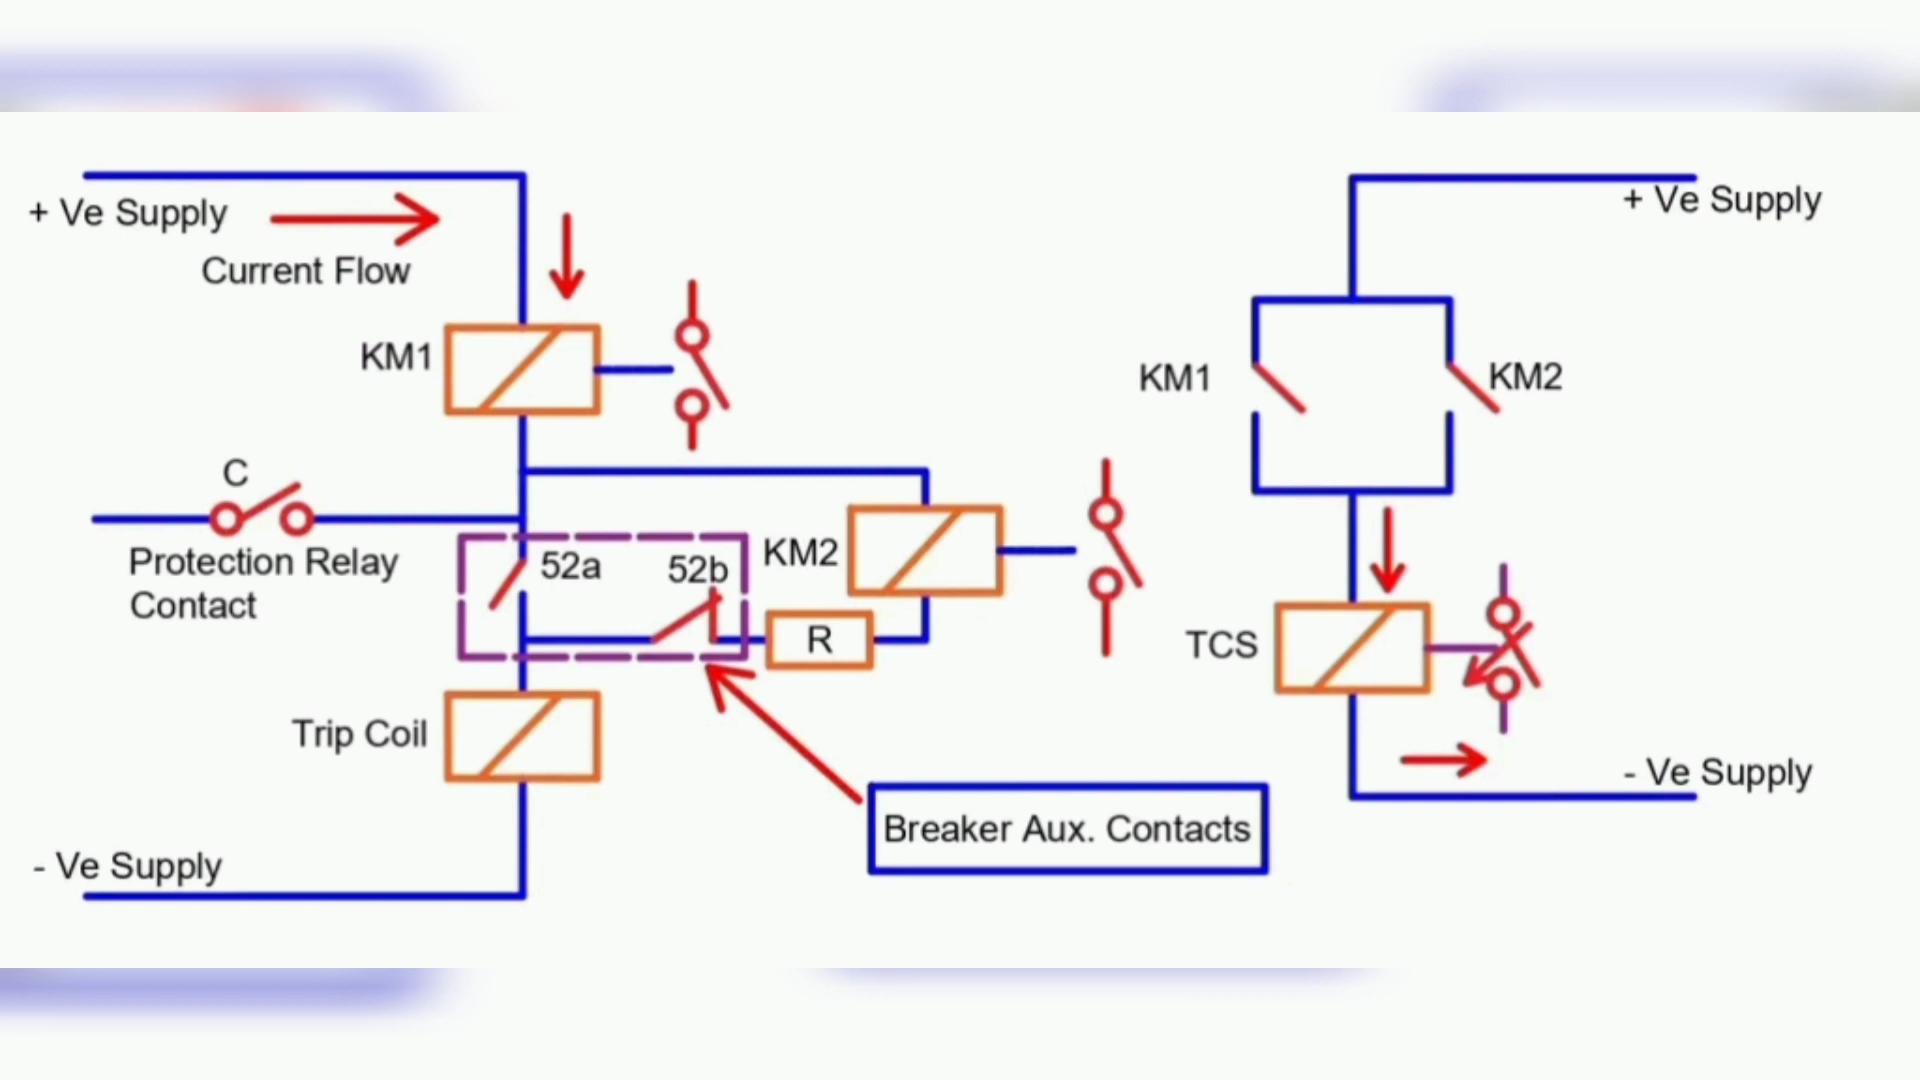 + Ve Supply
Current Flow
KM1
C
Protection Relay
Contact
52a
52b
KM2
R
Trip Coil
- Ve Supply
Breaker Aux. Contacts
+ Ve Supply
KM1
KM2
TCS
- Ve Supply